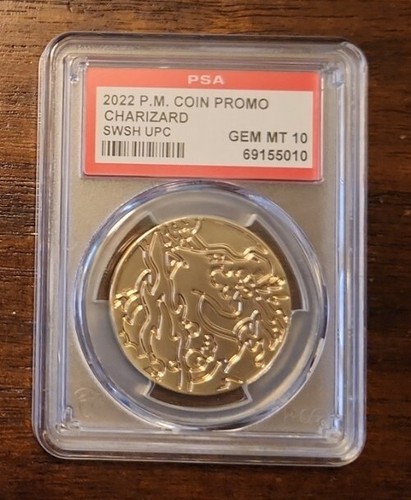 PSA
2022 P.M. COIN PROMO
CHARIZARD
SWSH UPC
GEM MT 10
69155010